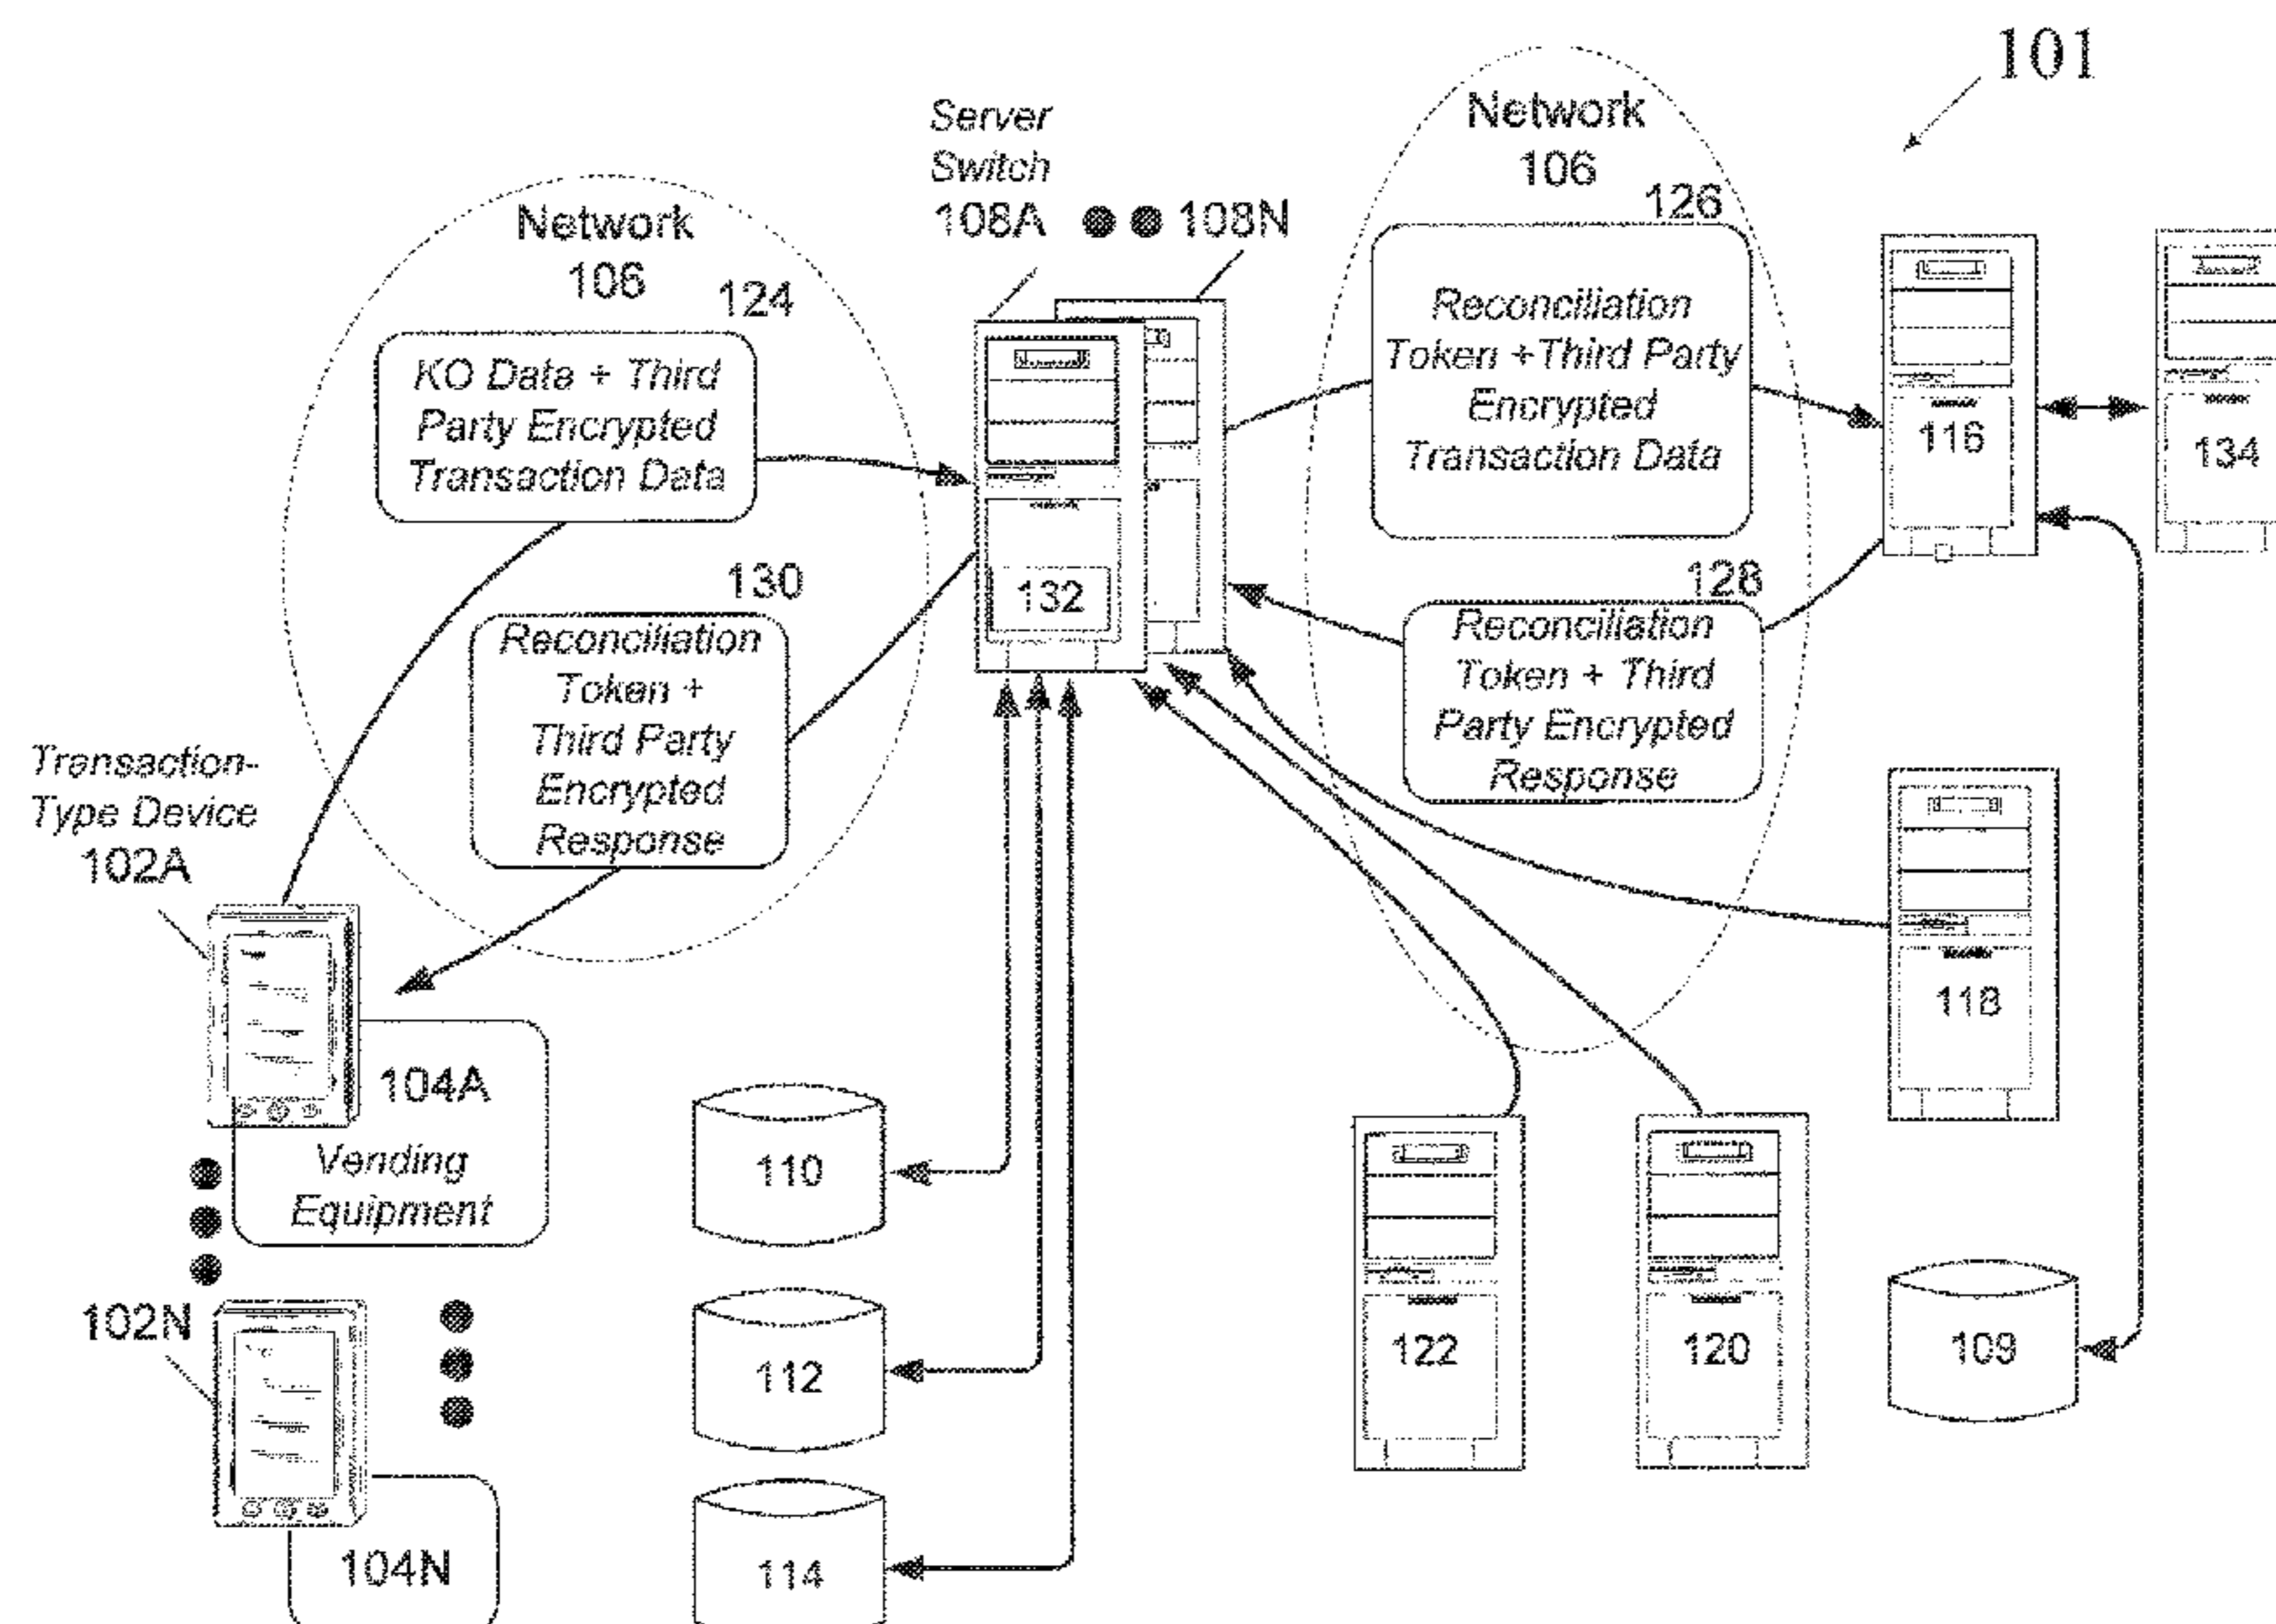 101
Server
Switch
108A
108N
Network
106
126
Reconciliation
Token +Third Party
Encrypted
Transaction Data
Network
106
124
KO Data + Third
Party Encrypted
Transaction Data
116
134
130
Reconciliation
Token +
Third Party
Encrypted
Response
132
128
Reconciliation
Token + Third
Party Encrypted
Response
Transaction-
Type Device
102A
104A
Vending
Equipment
118
110
102N
112
122
120
109
104N
114